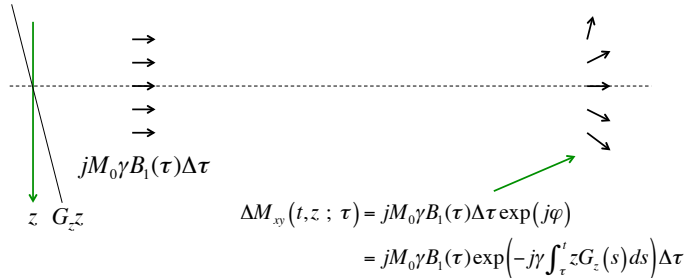 jM₀γB₁(τ)Δτ
z G_z z
ΔM_xy(t, z ; τ) = jM₀γB₁(τ)Δτ exp(jφ)
= jM₀γB₁(τ)exp(−jγ∫_τ^t zG_z(s)ds)Δτ